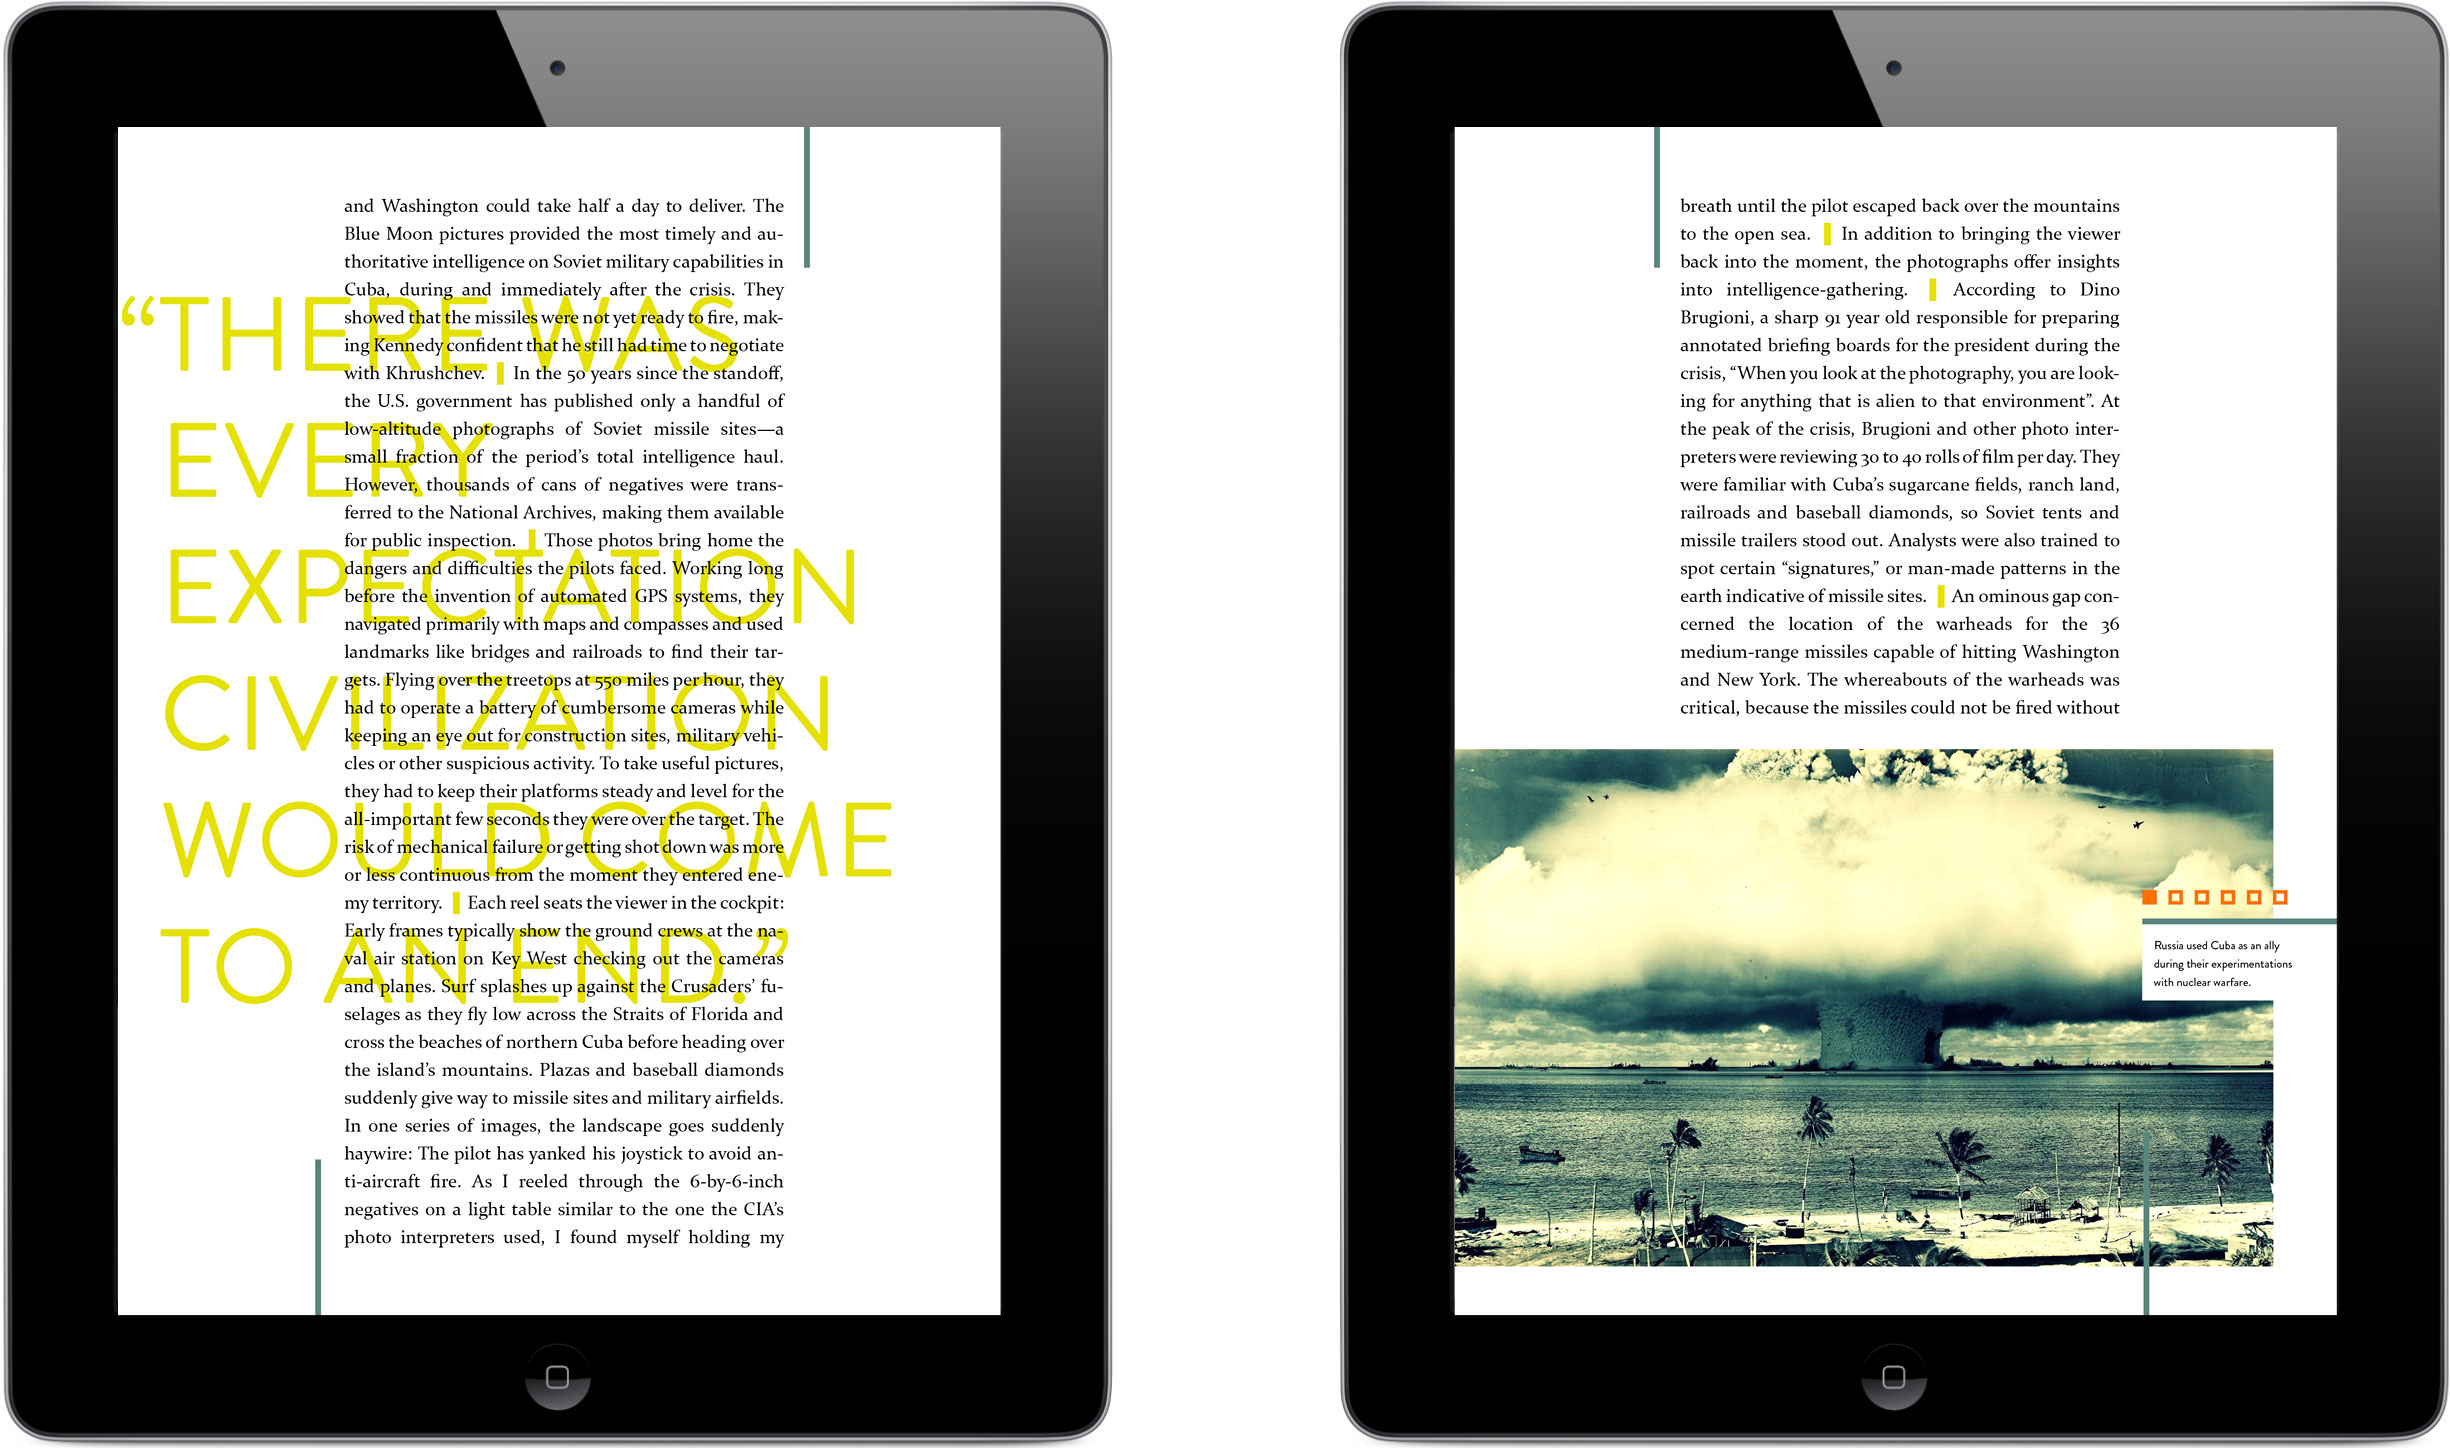 and Washington could take half a day to deliver. The
Blue Moon pictures provided the most timely and au-
thoritative intelligence on Soviet military capabilities in
Cuba, during and immediately after the crisis. They
showed that the missiles were not yet ready to fire, mak-
ing Kennedy confident that he still had time to negotiate
with Khrushchev. In the 50 years since the standoff,
the U.S. government has published only a handful of
low-altitude photographs of Soviet missile sites—a
small fraction of the period's total intelligence haul.
However, thousands of cans of negatives were trans-
ferred to the National Archives, making them available
for public inspection. Those photos bring home the
dangers and difficulties the pilots faced. Working long
before the invention of automated GPS systems, they
navigated primarily with maps and compasses and used
landmarks like bridges and railroads to find their tar-
gets. Flying over the treetops at 550 miles per hour, they
had to operate a battery of cumbersome cameras while
keeping an eye out for construction sites, military vehi-
cles or other suspicious activity. To take useful pictures,
they had to keep their platforms steady and level for the
all-important few seconds they were over the target. The
risk of mechanical failure or getting shot down was more
or less continuous from the moment they entered ene-
my territory. Each reel seats the viewer in the cockpit:
Early frames typically show the ground crews at the na-
val air station on Key West checking out the cameras
and planes. Surf splashes up against the Crusaders' fu-
selages as they fly low across the Straits of Florida and
cross the beaches of northern Cuba before heading over
the island's mountains. Plazas and baseball diamonds
suddenly give way to missile sites and military airfields.
In one series of images, the landscape goes suddenly
haywire: The pilot has yanked his joystick to avoid an-
ti-aircraft fire. As I reeled through the 6-by-6-inch
negatives on a light table similar to the one the CIA's
photo interpreters used, I found myself holding my
“THERE WAS
EVERY
EXPECTATION
CIVILIZATION
WOULD COME
TO AN END.”
breath until the pilot escaped back over the mountains
to the open sea. In addition to bringing the viewer
back into the moment, the photographs offer insights
into intelligence-gathering. According to Dino
Brugioni, a sharp 91 year old responsible for preparing
annotated briefing boards for the president during the
crisis, “When you look at the photography, you are look-
ing for anything that is alien to that environment”. At
the peak of the crisis, Brugioni and other photo inter-
preters were reviewing 30 to 40 rolls of film per day. They
were familiar with Cuba's sugarcane fields, ranch land,
railroads and baseball diamonds, so Soviet tents and
missile trailers stood out. Analysts were also trained to
spot certain “signatures,” or man-made patterns in the
earth indicative of missile sites. An ominous gap con-
cerned the location of the warheads for the 36
medium-range missiles capable of hitting Washington
and New York. The whereabouts of the warheads was
critical, because the missiles could not be fired without
Russia used Cuba as an ally
during their experimentations
with nuclear warfare.